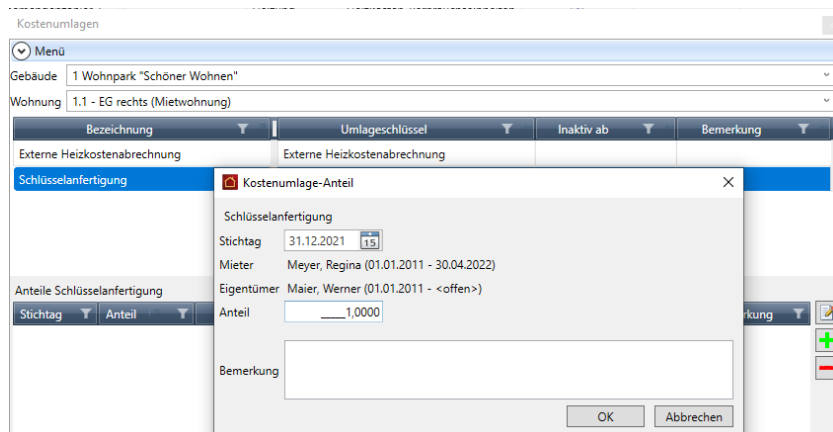 Kostenumlagen
Menü
Gebäude 1 Wohnpark "Schöner Wohnen"
Wohnung 1.1 - EG rechts (Mietwohnung)
Bezeichnung Umlageschlüssel Inaktiv ab Bemerkung
Externe Heizkostenabrechnung Externe Heizkostenabrechnung
Schlüsselanfertigung
Kostenumlage-Anteil
Schlüsselanfertigung
Stichtag 31.12.2021 15
Mieter Meyer, Regina (01.01.2011 - 30.04.2022)
Eigentümer Maier, Werner (01.01.2011 - <offen>)
Anteil _____1,0000
Bemerkung
OK Abbrechen
Anteile Schlüsselanfertigung
Stichtag Anteil rkung